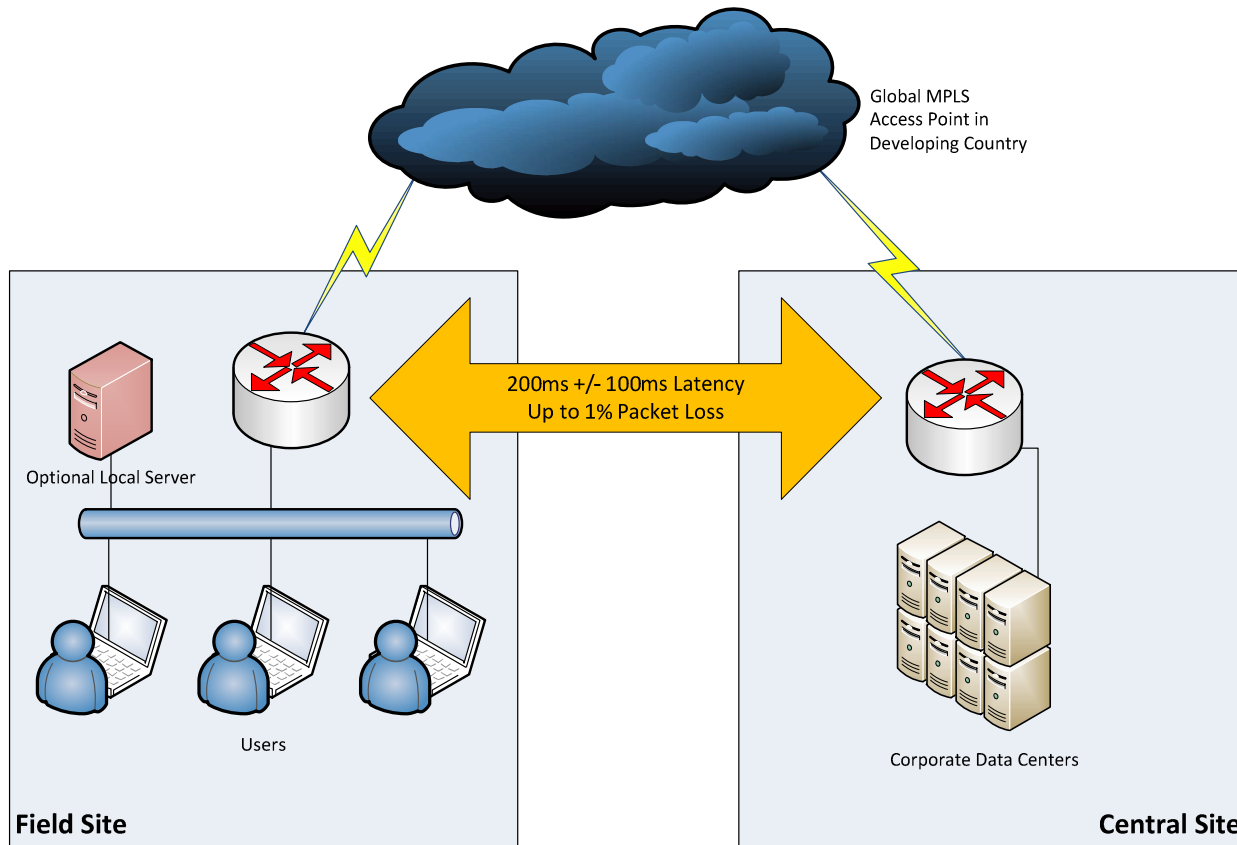 Global MPLS
Access Point in
Developing Country
200ms +/- 100ms Latency
Up to 1% Packet Loss
Optional Local Server
Users
Corporate Data Centers
Field Site
Central Site